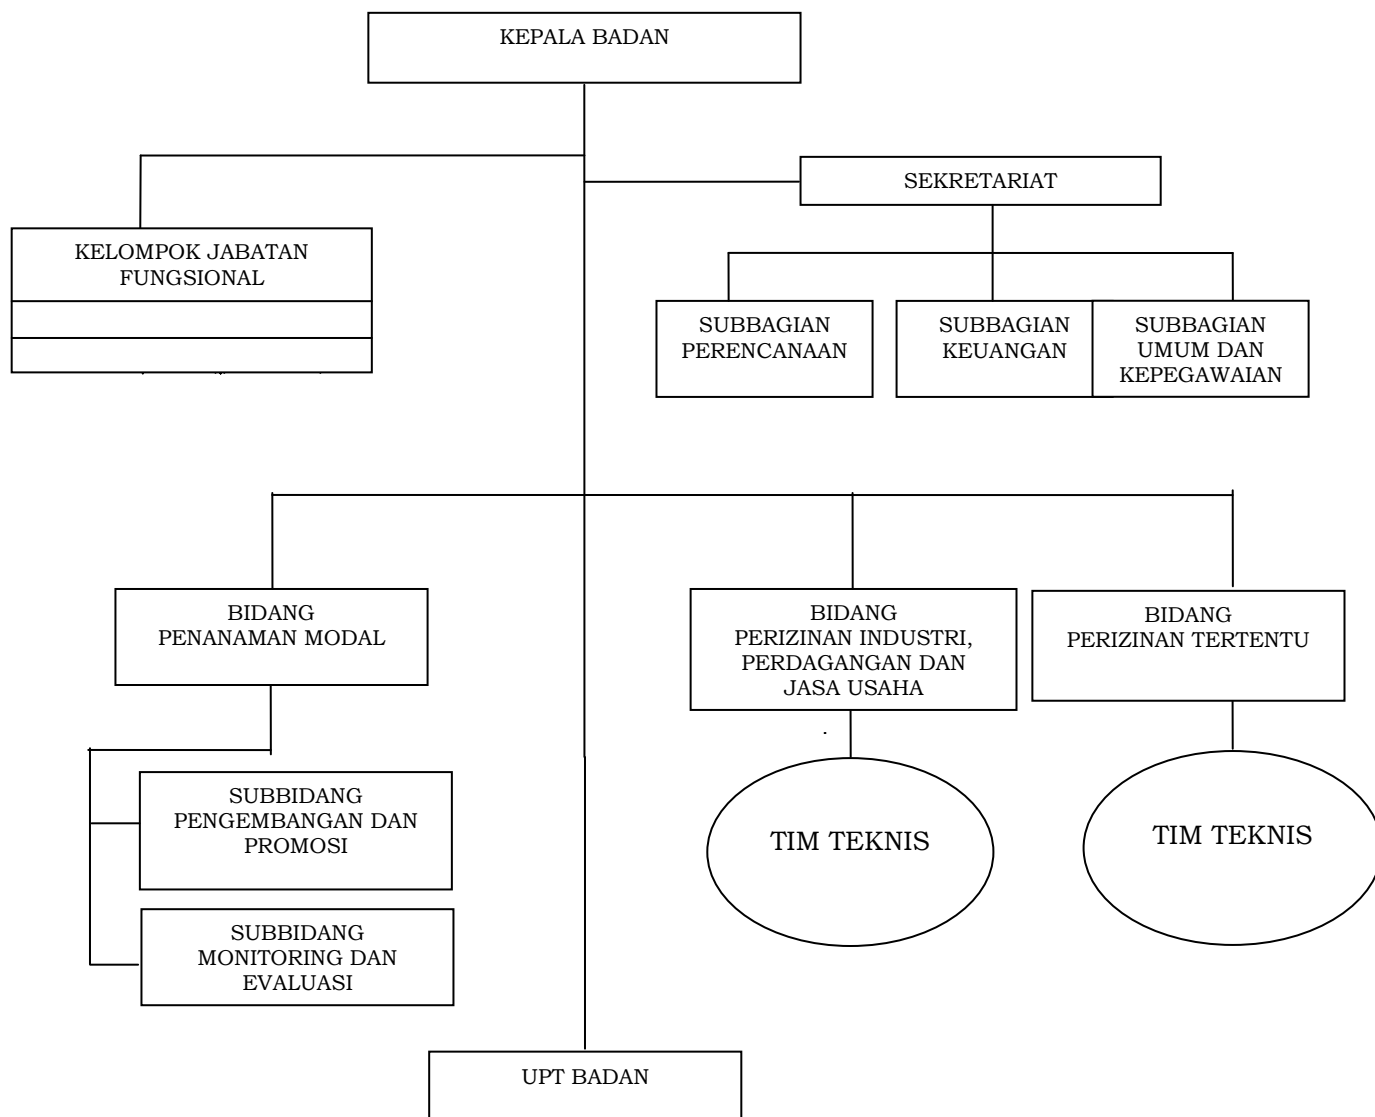 KEPALA BADAN
SEKRETARIAT
KELOMPOK JABATAN
FUNGSIONAL
SUBBAGIAN
PERENCANAAN
SUBBAGIAN
KEUANGAN
SUBBAGIAN
UMUM DAN
KEPEGAWAIAN
BIDANG
PENANAMAN MODAL
BIDANG
PERIZINAN INDUSTRI,
PERDAGANGAN DAN
JASA USAHA
BIDANG
PERIZINAN TERTENTU
SUBBIDANG
PENGEMBANGAN DAN
PROMOSI
TIM TEKNIS
TIM TEKNIS
SUBBIDANG
MONITORING DAN
EVALUASI
UPT BADAN